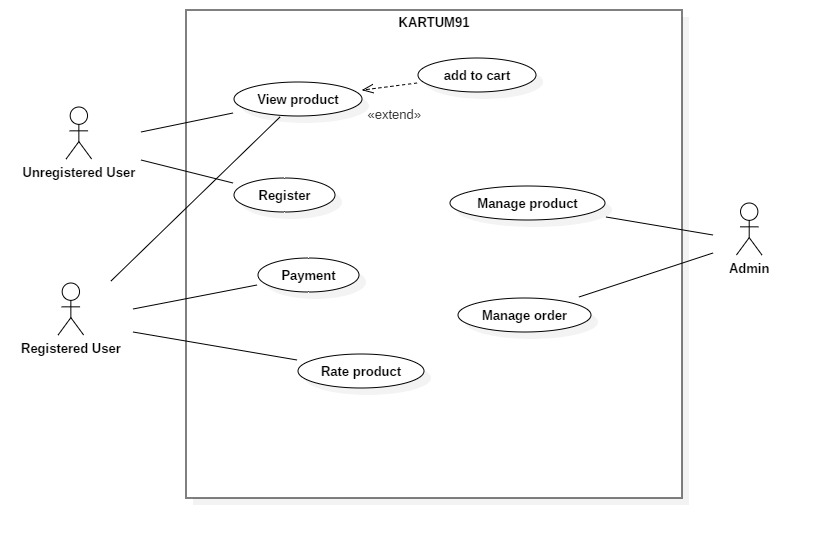 KARTUM91
add to cart
View product
«extend»
Unregistered User
Register
Manage product
Admin
Payment
Manage order
Registered User
Rate product